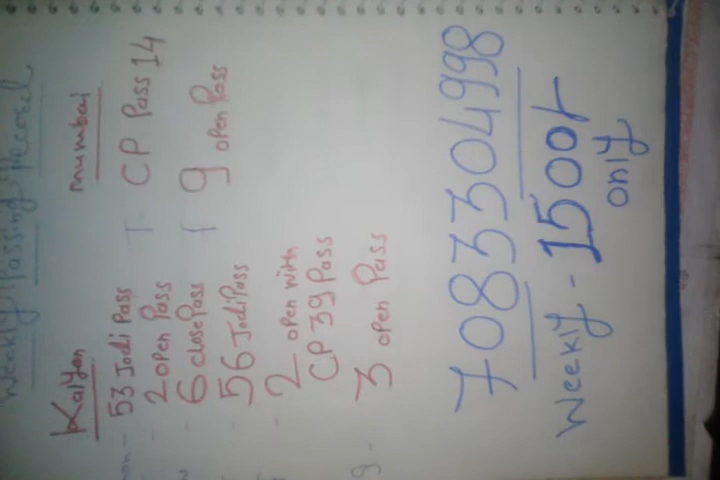 Weekly Passing Record
Kalyan mumbai
53 Jodi Pass CP Pass 14
2 open Pass
6 close Pass 9 open Pass
56 Jodi Pass
2 open with
CP 39 Pass
3 open Pass
7083304998
Weekly - 1500/-
only